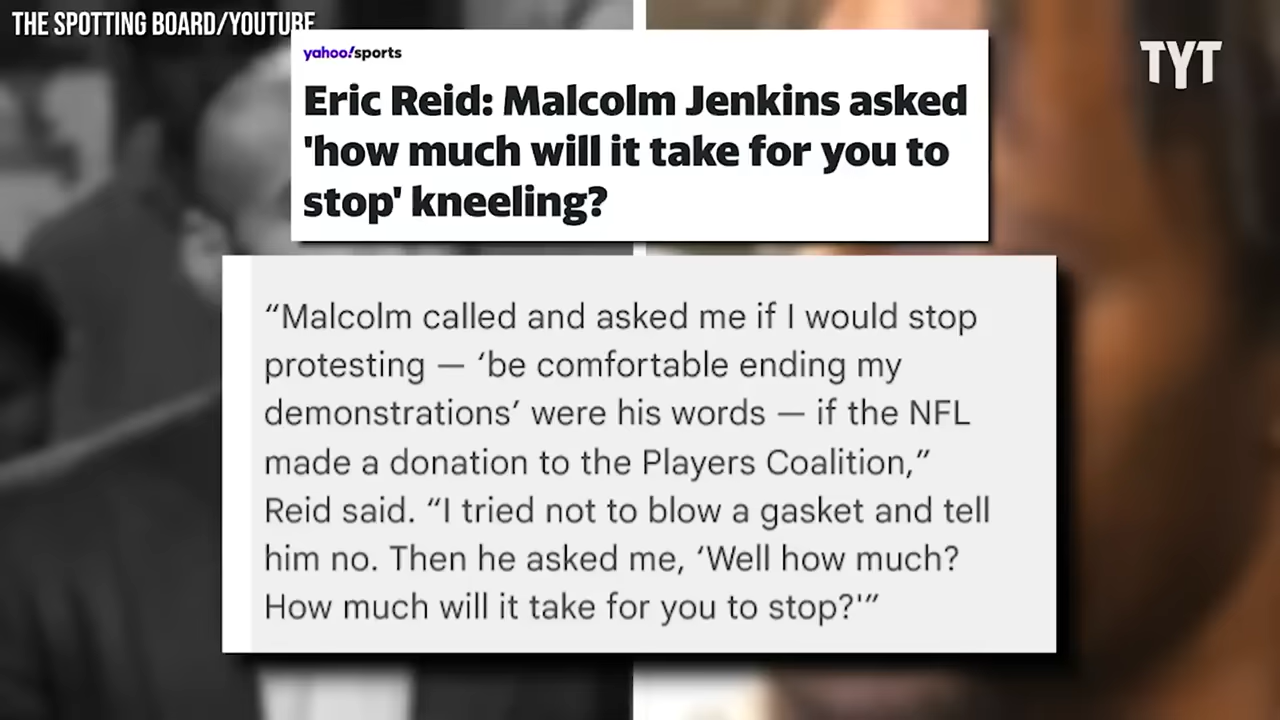 THE SPOTTING BOARD/YOUTUBE
TYT
yahoo!sports
Eric Reid: Malcolm Jenkins asked
'how much will it take for you to
stop' kneeling?
“Malcolm called and asked me if I would stop
protesting — ‘be comfortable ending my
demonstrations’ were his words — if the NFL
made a donation to the Players Coalition,”
Reid said. “I tried not to blow a gasket and tell
him no. Then he asked me, ‘Well how much?
How much will it take for you to stop?'”